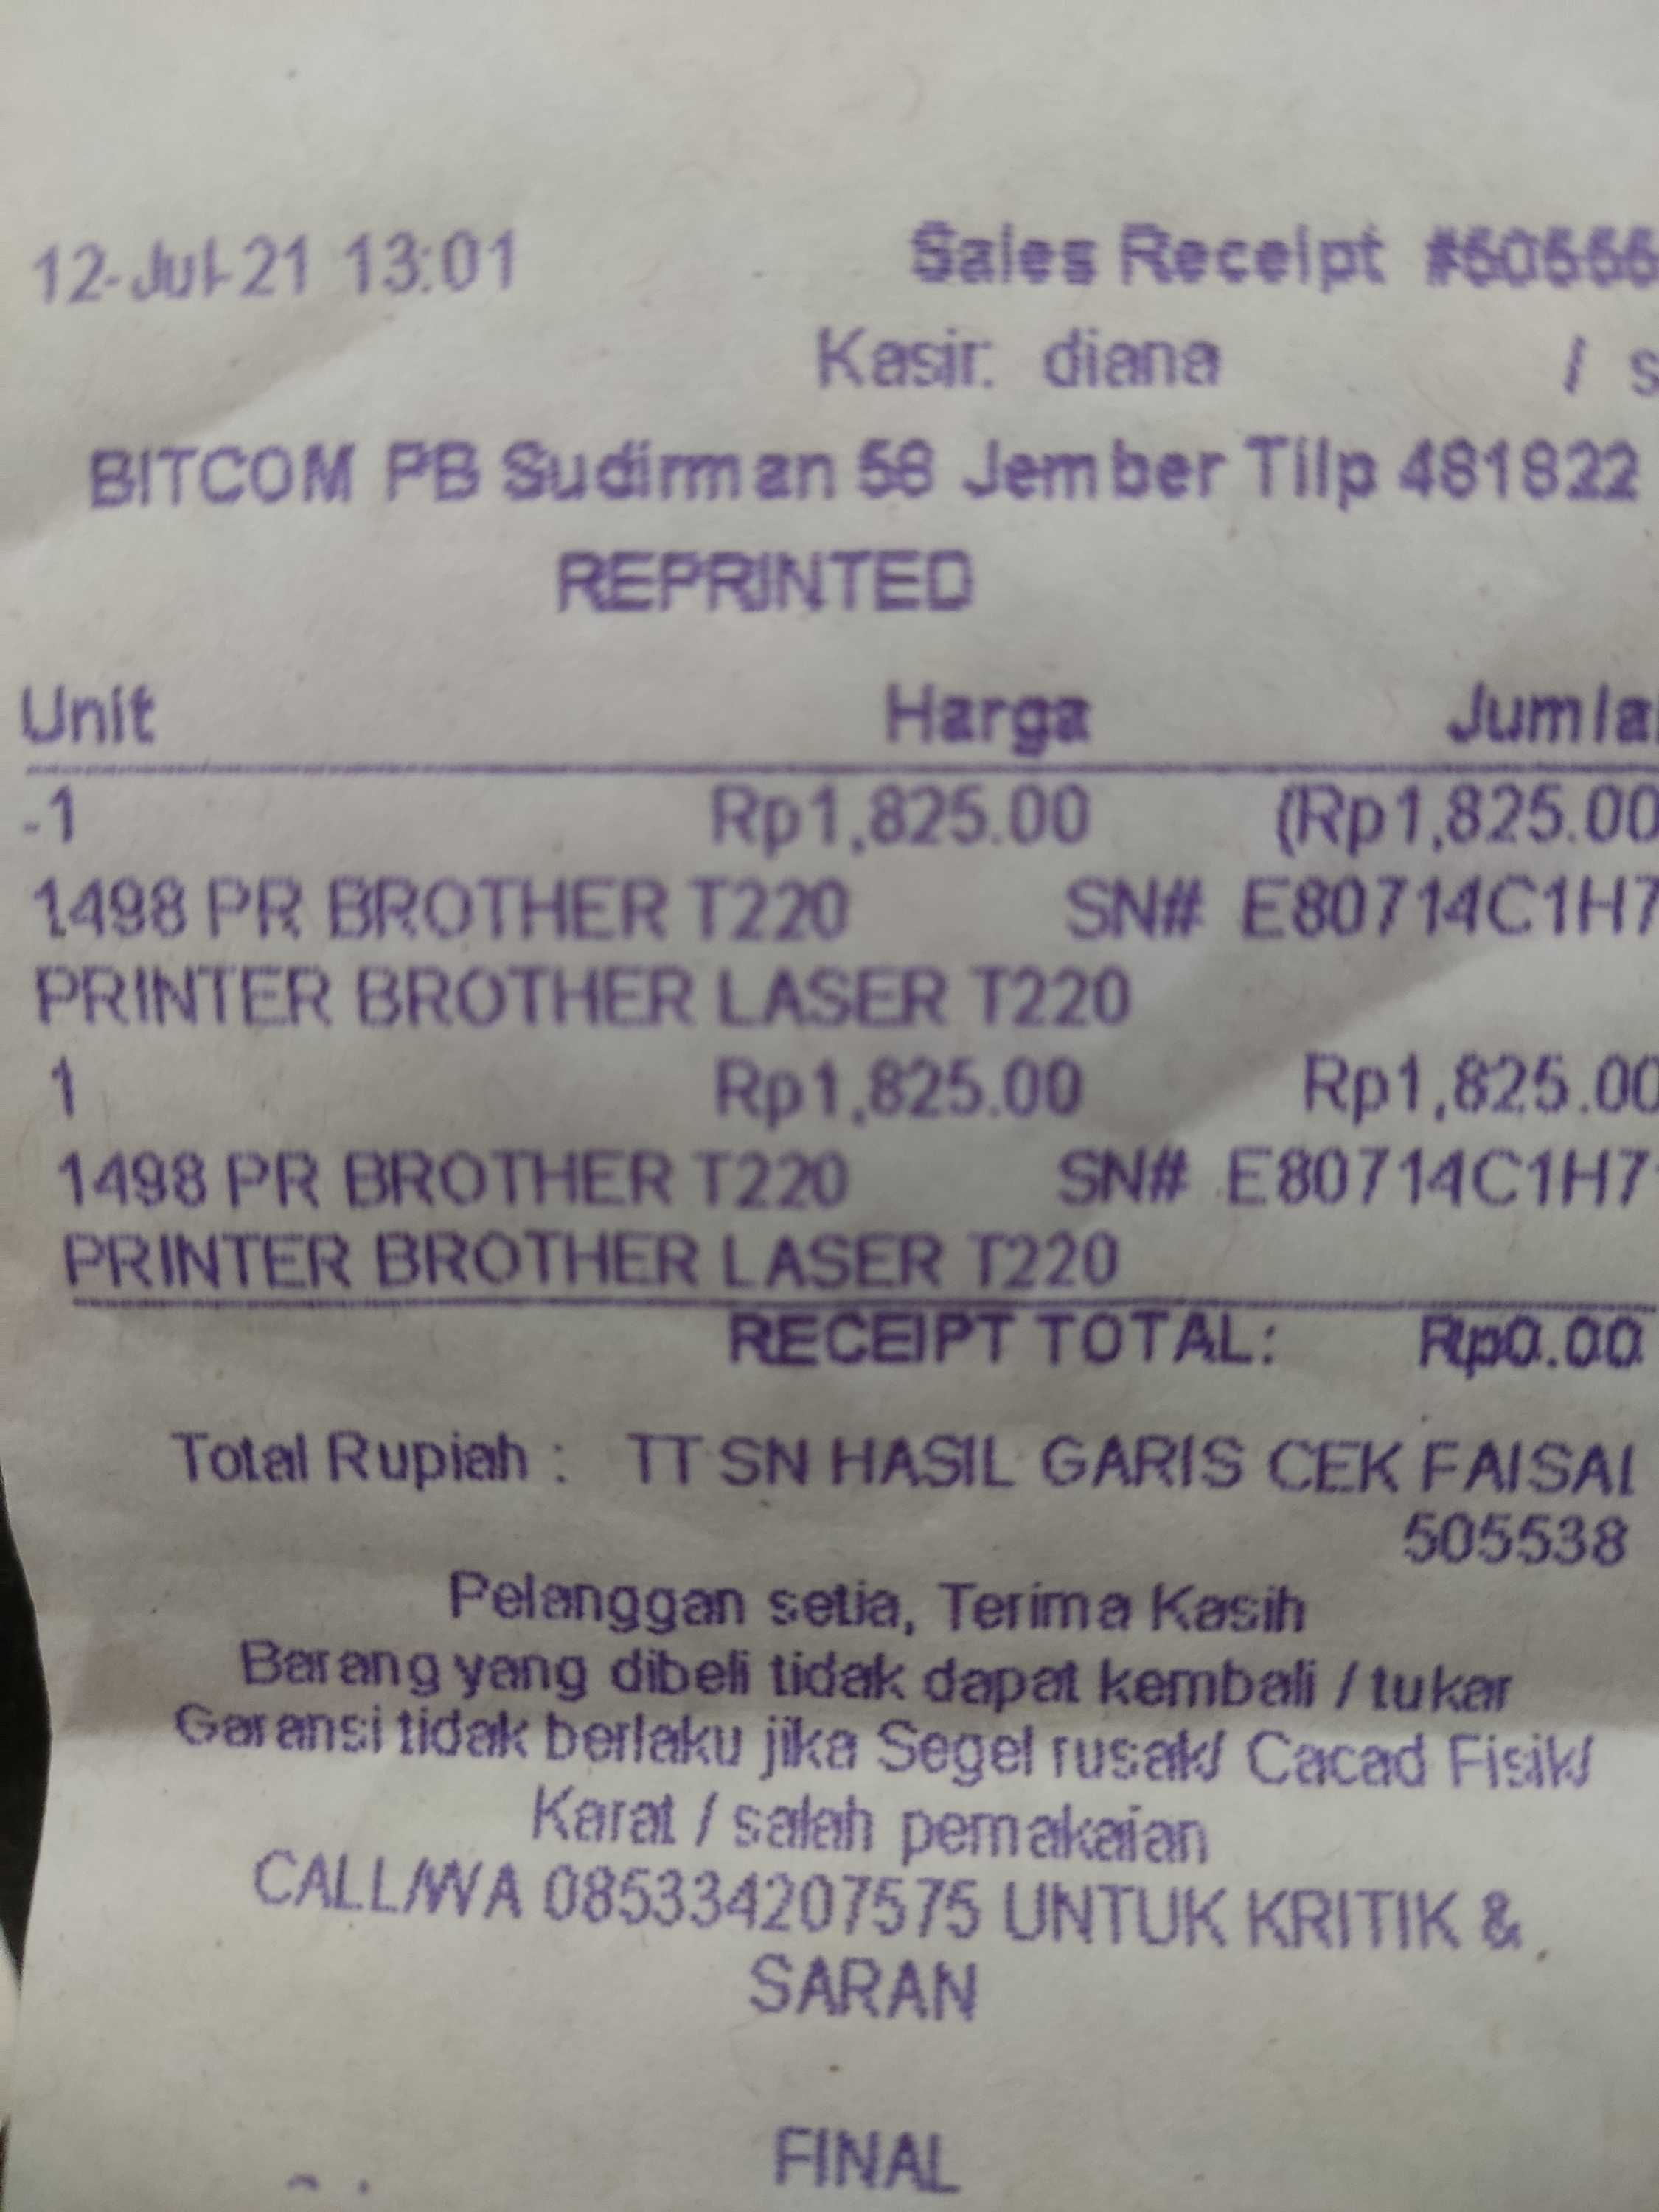 12-Jul-21 13:01 Sales Receipt
Kasir: diana /
BITCOM PB Sudirman 58 Jember Tilp 481822
REPRINTED
Unit Harga Jumla
-1 Rp1,825.00 (Rp1,825.00
1498 PR BROTHER T220 SN# E80714C1H7
PRINTER BROTHER LASER T220
1 Rp1,825.00 Rp1,825.00
1498 PR BROTHER T220 SN# E80714C1H7
PRINTER BROTHER LASER T220
RECEIPT TOTAL: Rp0.00
Total Rupiah : TT SN HASIL GARIS CEK FAISAL
505538
Pelanggan setia, Terima Kasih
Barang yang dibeli tidak dapat kembali / tukar
Garansi tidak berlaku jika Segel rusak/ Cacad Fisik/
Karat / salah pemakaian
CALL/WA 085334207575 UNTUK KRITIK &
SARAN
FINAL